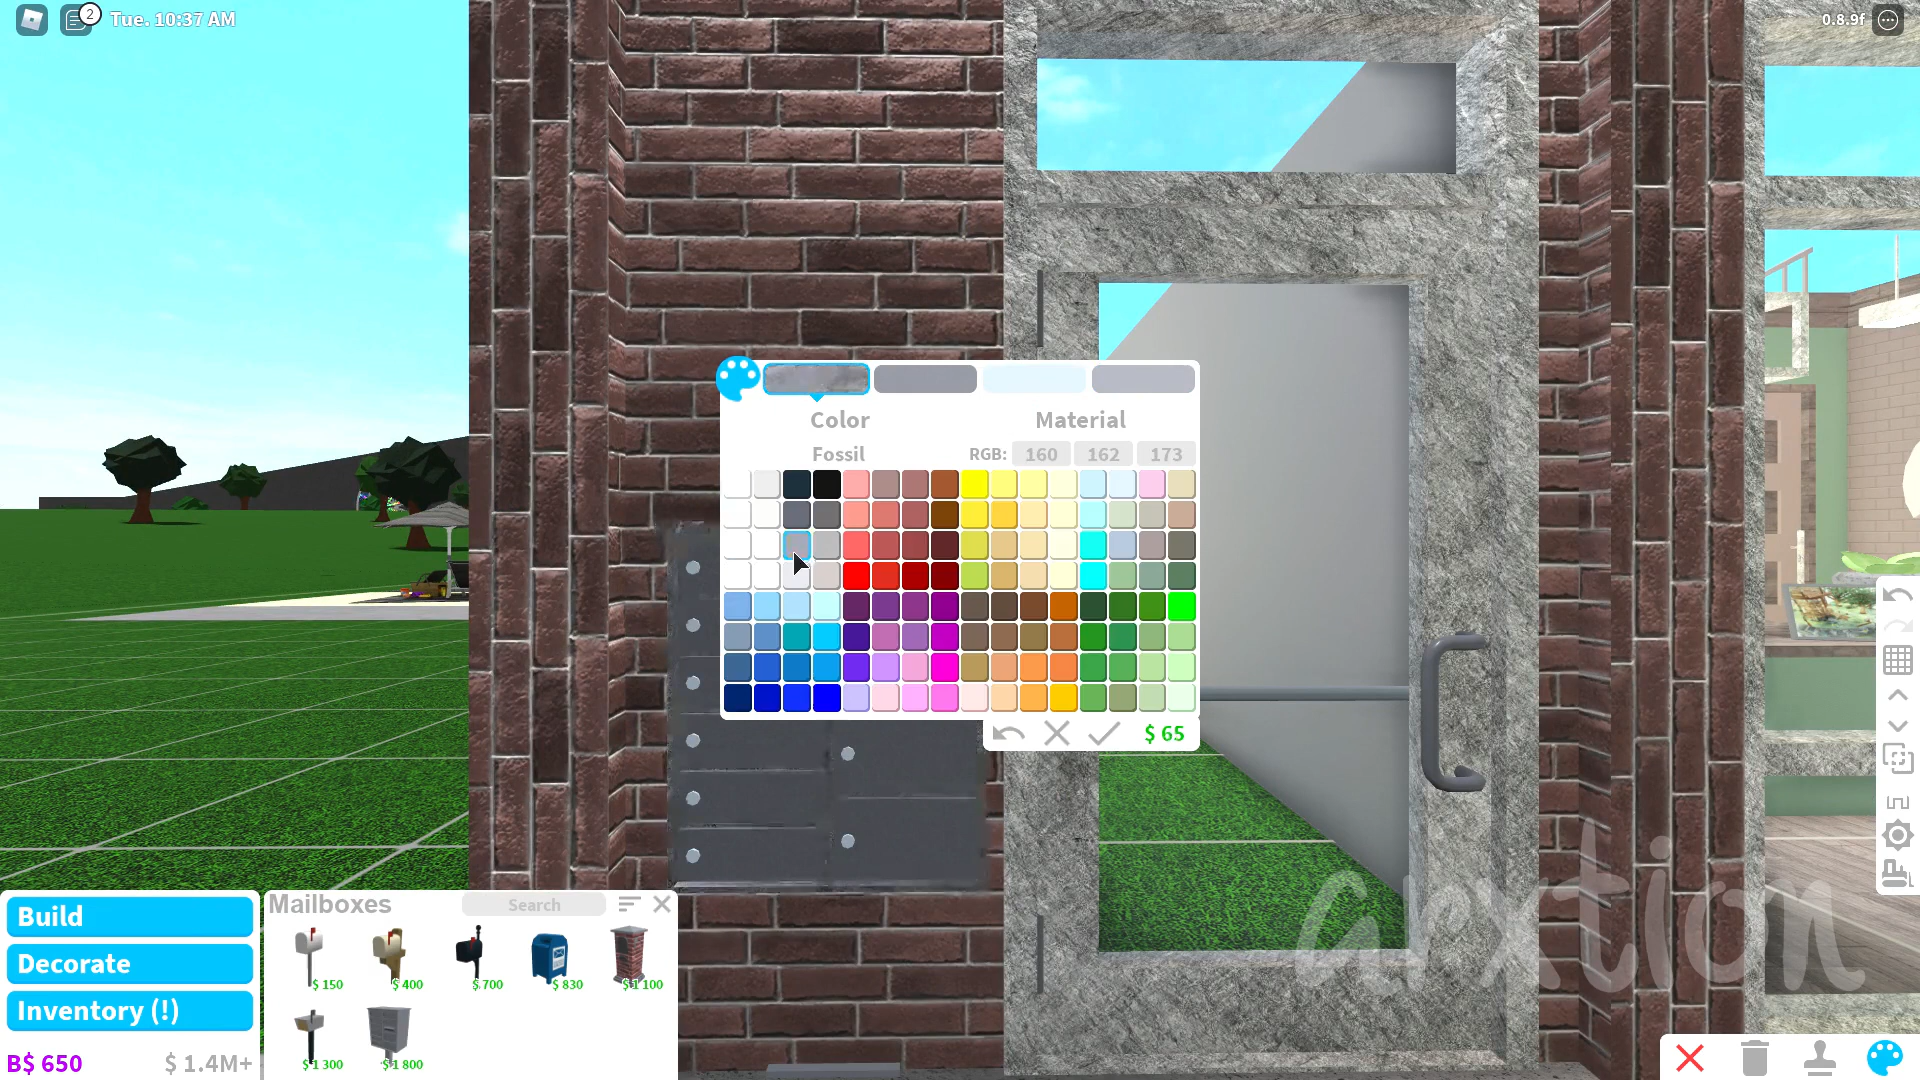 2
Tue. 10:37 AM
0.8.9f
Color
Material
Fossil
RGB: 160 162 173
$ 65
Build
Decorate
Inventory (!)
B$ 650
$ 1.4M+
Mailboxes
Search
$ 150
$ 400
$ 700
$ 830
$ 1 100
$ 1 300
$ 1 800